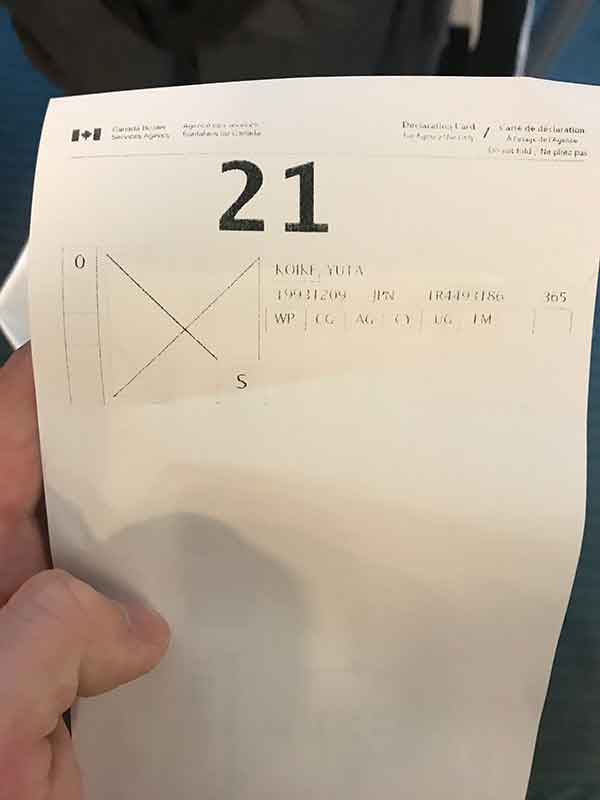 Canada Border Agence des services
Services Agency frontaliers du Canada
Declaration Card / Carte de déclaration
For Agency Use Only À l'usage de l'Agence
Do not fold / Ne pliez pas
21
0
KOIKE, YUTA
19931209 JPN TR4493186 365
WP CG AG CY UG IM
S